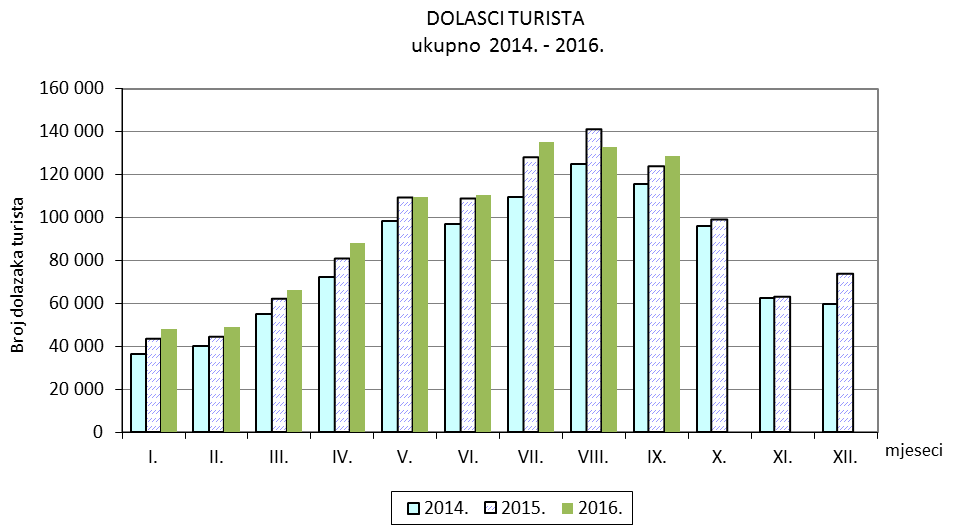 DOLASCI TURISTA
ukupno 2014. - 2016.
Broj dolazaka turista
160 000
140 000
120 000
100 000
80 000
60 000
40 000
20 000
0
I. II. III. IV. V. VI. VII. VIII. IX. X. XI. XII. mjeseci
2014. 2015. 2016.